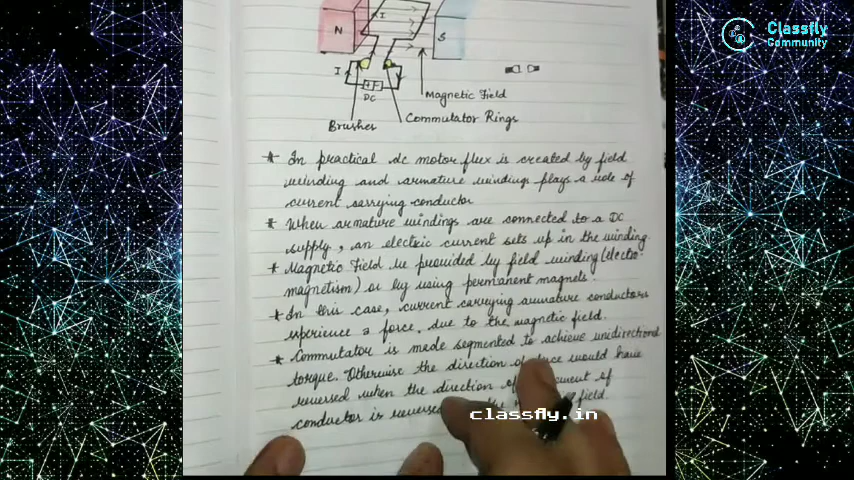 Classfly
Community
N
I
S
I
DC
Magnetic Field
Commutator Rings
Brushes
* In practical dc motor flux is created by field
winding and armature windings plays a role of
current carrying conductor
* When armature windings are connected to a DC
supply, an electric current sets up in the winding
* Magnetic Field be provided by field winding (electro-
magnetism) or by using permanent magnets.
* In this case, current carrying armature conductors
experience a force, due to the magnetic field.
* Commutator is made segmented to achieve unidirectional
torque. Otherwise the direction of would have
reversed when the direction of of
conductor is reversed the field.
classfly.in